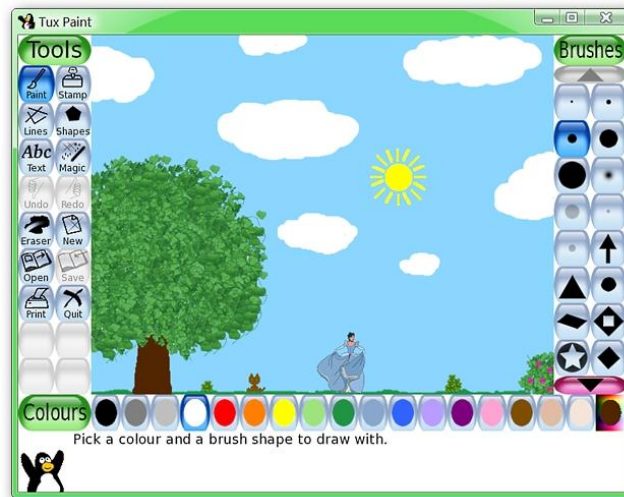 Tux Paint
Tools
Brushes
Paint
Stamp
Lines
Shapes
Abc
Text
Magic
Undo
Redo
Eraser
New
Open
Save
Print
Quit
Colours
Pick a colour and a brush shape to draw with.